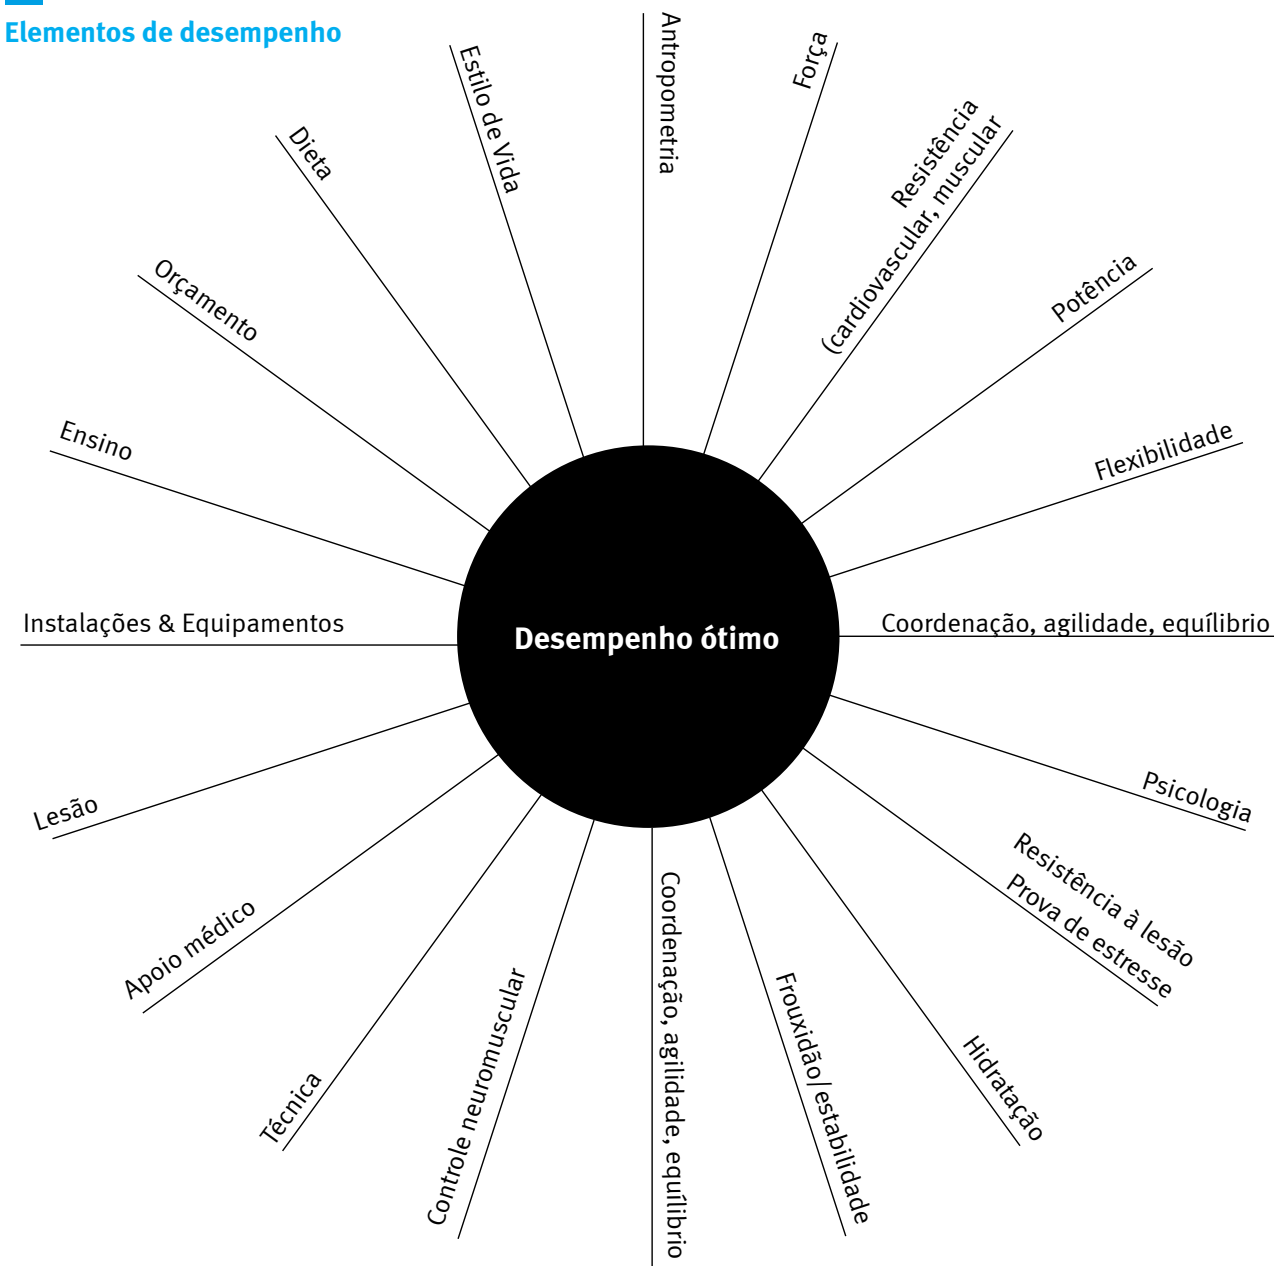 Elementos de desempenho
Antropometria
Força
Resistência
(cardiovascular, muscular
Potência
Flexibilidade
Coordenação, agilidade, equílibrio
Psicologia
Resistência à lesão
Prova de estresse
Hidratação
Frouxidão/estabilidade
Coordenação, agilidade, equílibrio
Controle neuromuscular
Técnica
Apoio médico
Lesão
Instalações & Equipamentos
Ensino
Orçamento
Dieta
Estilo de Vida
Desempenho ótimo